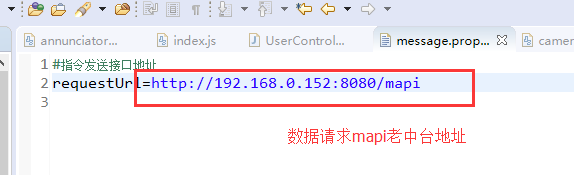 annunciator...
index.js
UserControl...
message.prop...
camer
1 #指令发送接口地址
2 requestUrl=http://192.168.0.152:8080/mapi
3
数据请求mapi老中台地址